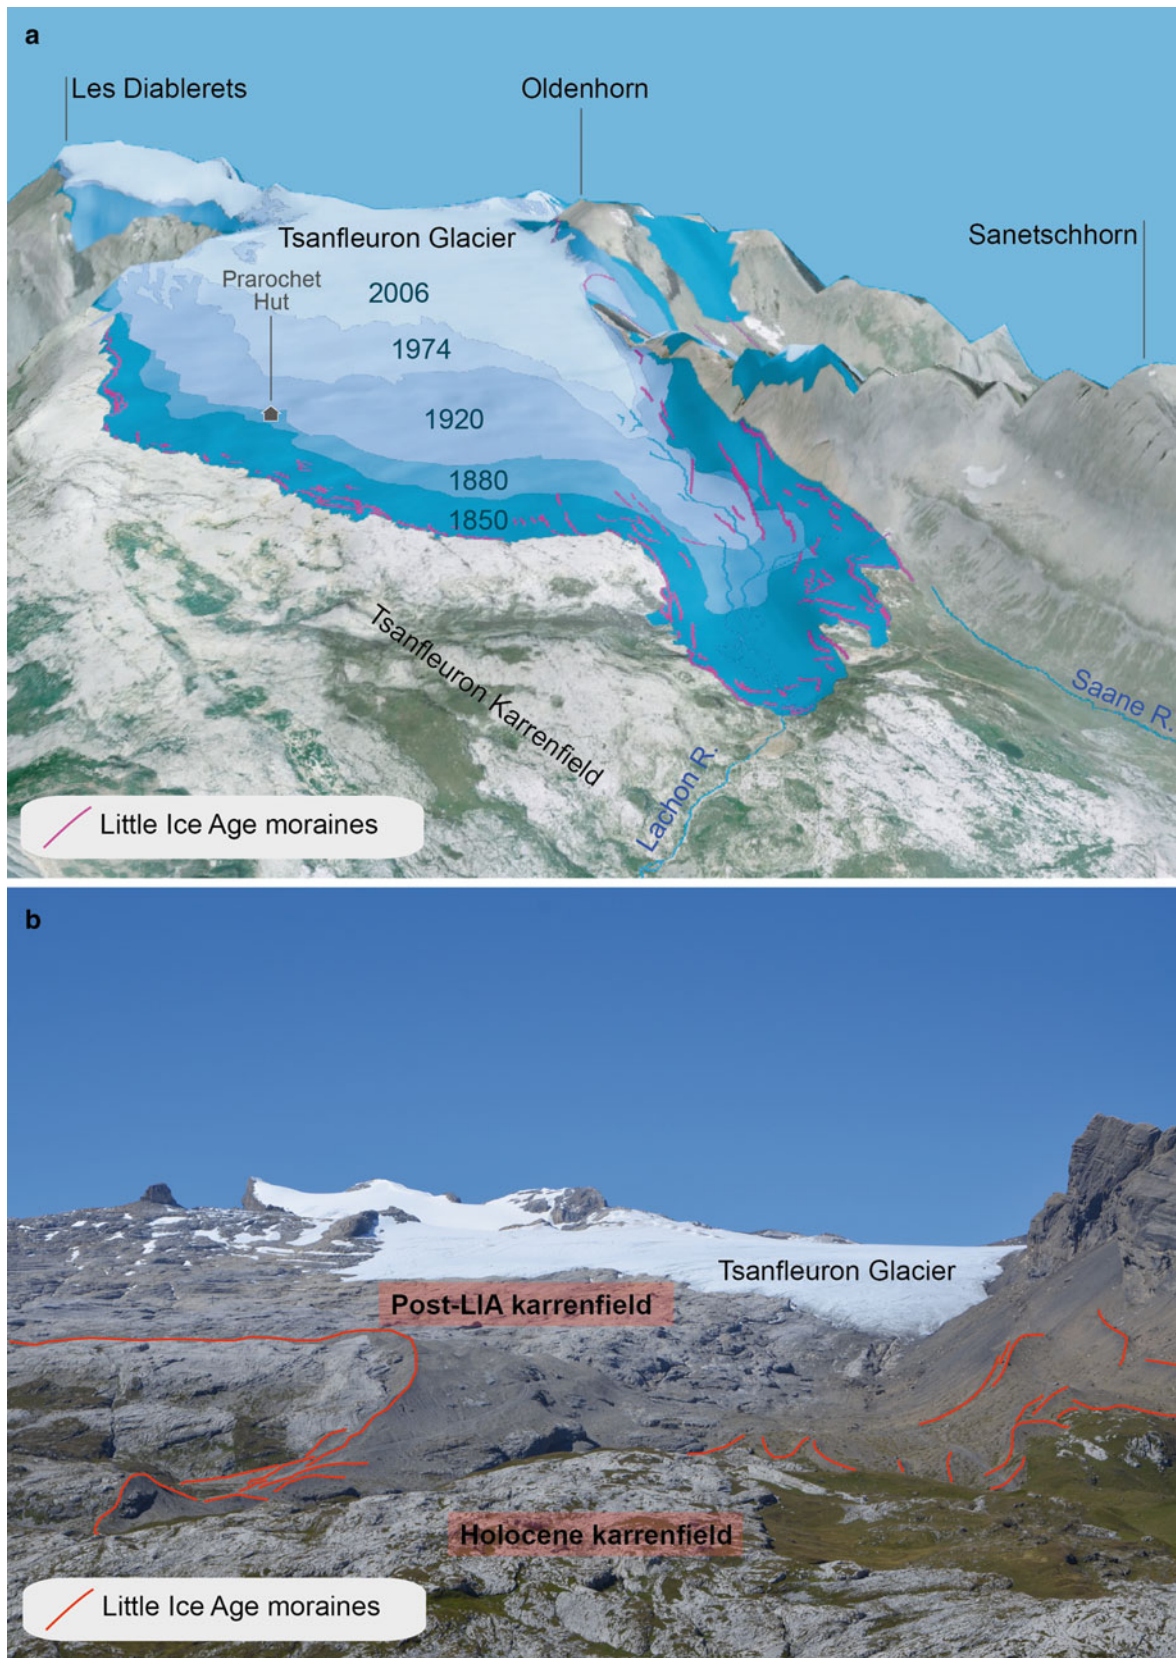 a
Les Diablerets
Oldenhorn
Sanetschhorn
Tsanfleuron Glacier
Prarochet
Hut
2006
1974
1920
1880
1850
Tsanfleuron Karrenfield
Saane R.
Lachon R.
Little Ice Age moraines
b
Tsanfleuron Glacier
Post-LIA karrenfield
Holocene karrenfield
Little Ice Age moraines